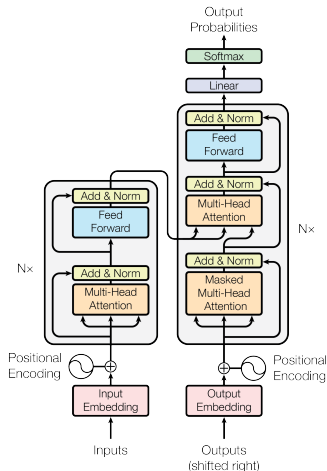 Output
Probabilities
Softmax
Linear
Add & Norm
Feed
Forward
Add & Norm
Multi-Head
Attention
Add & Norm
Masked
Multi-Head
Attention
N×
Positional
Encoding
Output
Embedding
Outputs
(shifted right)
Add & Norm
Feed
Forward
N×
Add & Norm
Multi-Head
Attention
Positional
Encoding
Input
Embedding
Inputs